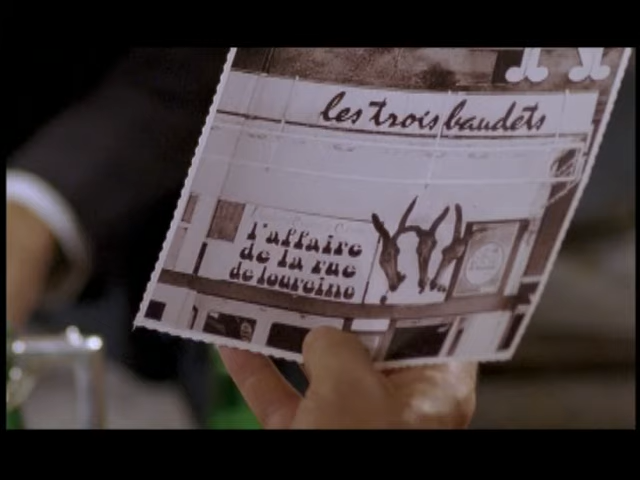 les trois baudets
l'affaire
de la rue
de lourcine